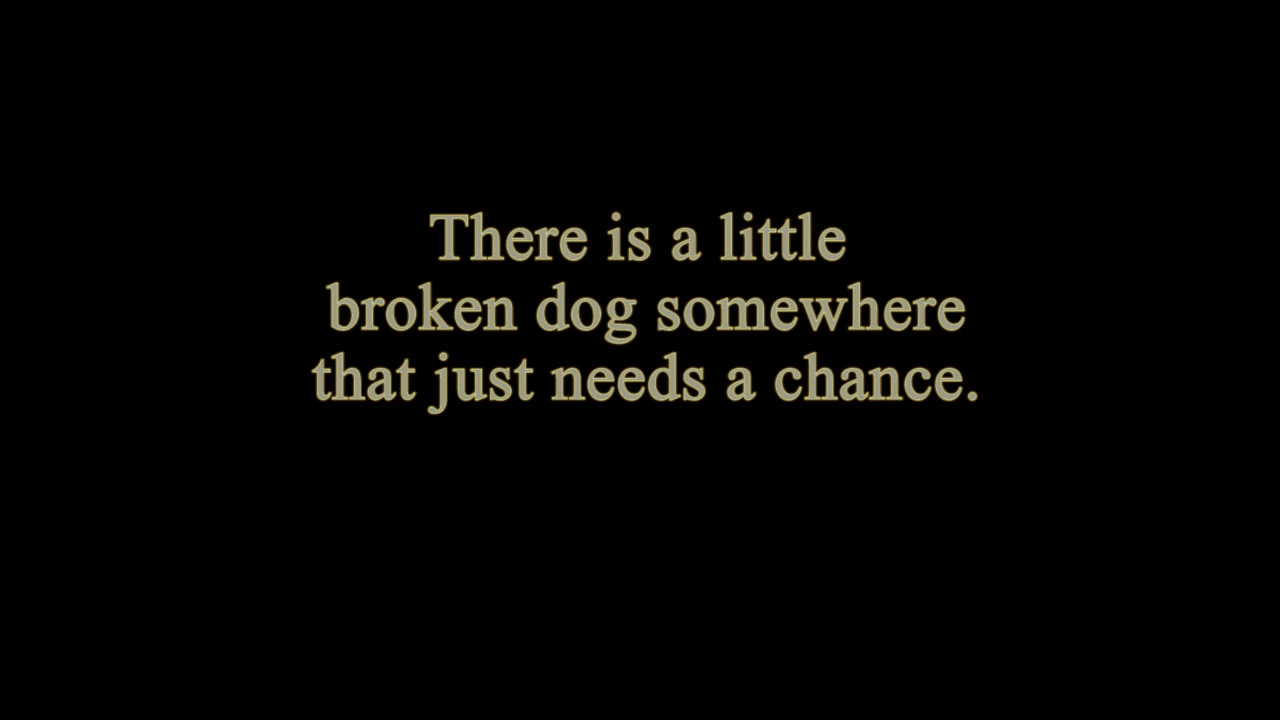 There is a little
broken dog somewhere
that just needs a chance.